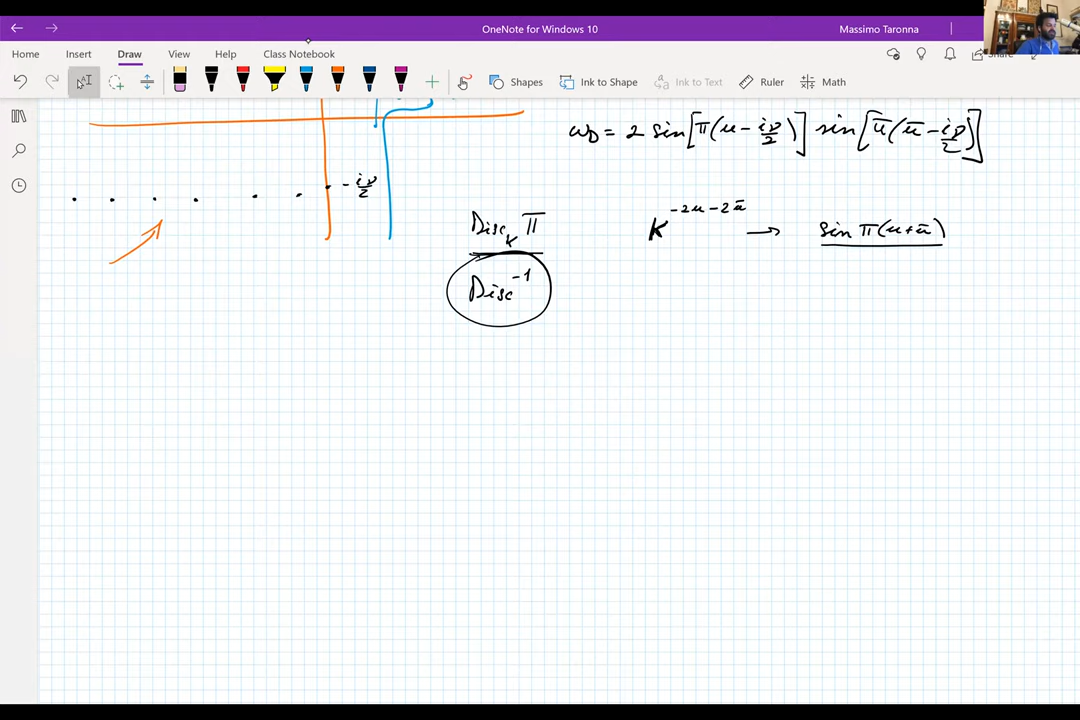 OneNote for Windows 10
Massimo Taronna
Home Insert Draw View Help Class Notebook Share
Shapes Ink to Shape Ink to Text Ruler Math
ω_D = 2 sin[π(u - iν/2)] sin[π̄(ū - iν/2)]
- iν/2
Disc_K Π
K^{-2u-2ū} → sin π(u+ū)
Disc^{-1}